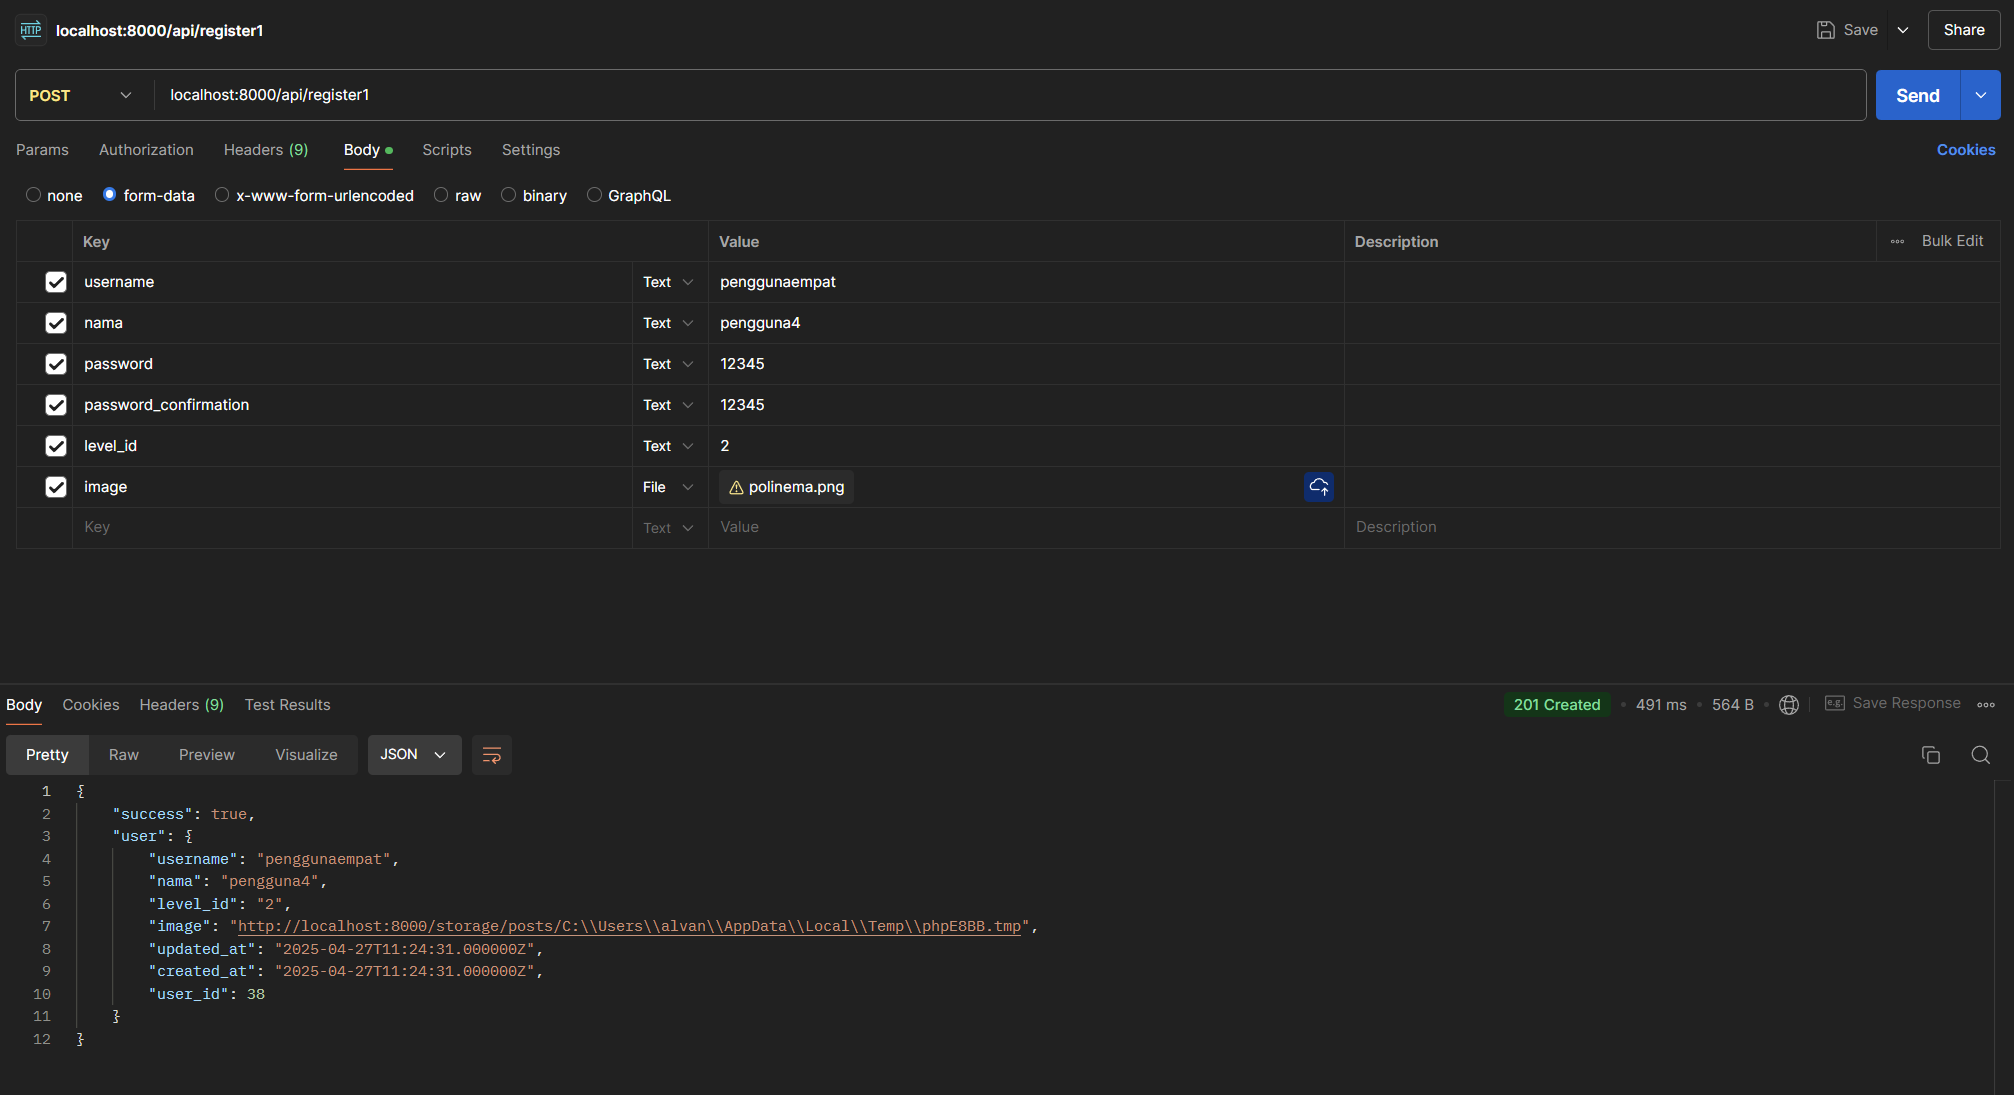 HTTP localhost:8000/api/register1 Save Share
POST localhost:8000/api/register1 Send
Params Authorization Headers (9) Body Scripts Settings Cookies
none form-data x-www-form-urlencoded raw binary GraphQL
Key Value Description Bulk Edit
username Text penggunaempat
nama Text pengguna4
password Text 12345
password_confirmation Text 12345
level_id Text 2
image File polinema.png
Key Text Value Description
Body Cookies Headers (9) Test Results 201 Created 491 ms 564 B e.g. Save Response
Pretty Raw Preview Visualize JSON
1 {
2 "success": true,
3 "user": {
4 "username": "penggunaempat",
5 "nama": "pengguna4",
6 "level_id": "2",
7 "image": "http://localhost:8000/storage/posts/C:\\Users\\alvan\\AppData\\Local\\Temp\\phpE8BB.tmp",
8 "updated_at": "2025-04-27T11:24:31.000000Z",
9 "created_at": "2025-04-27T11:24:31.000000Z",
10 "user_id": 38
11 }
12 }